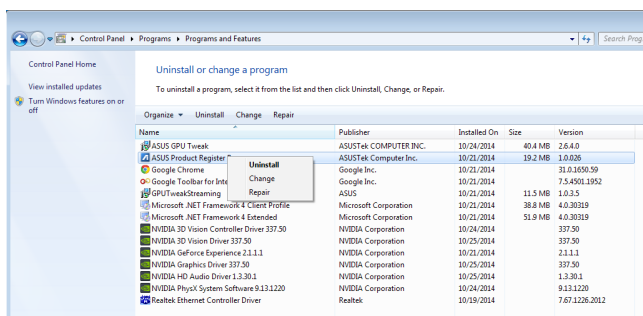 Control Panel ▸ Programs ▸ Programs and Features
Search Prog
Control Panel Home
View installed updates
Turn Windows features on or
off
Uninstall or change a program
To uninstall a program, select it from the list and then click Uninstall, Change, or Repair.
Organize Uninstall Change Repair
Name Publisher Installed On Size Version
ASUS GPU Tweak ASUSTek COMPUTER INC. 10/24/2014 40.4 MB 2.6.4.0
ASUS Product Register ASUSTek Computer Inc. 10/21/2014 19.2 MB 1.0.026
Google Chrome Google Inc. 10/21/2014 31.0.1650.59
Google Toolbar for Inte Google Inc. 10/21/2014 7.5.4501.1952
GPUTweakStreaming ASUS 10/21/2014 11.5 MB 1.0.3.5
Microsoft .NET Framework 4 Client Profile Microsoft Corporation 10/21/2014 38.8 MB 4.0.30319
Microsoft .NET Framework 4 Extended Microsoft Corporation 10/21/2014 51.9 MB 4.0.30319
NVIDIA 3D Vision Controller Driver 337.50 NVIDIA Corporation 10/24/2014 337.50
NVIDIA 3D Vision Driver 337.50 NVIDIA Corporation 10/25/2014 337.50
NVIDIA GeForce Experience 2.1.1.1 NVIDIA Corporation 10/21/2014 2.1.1.1
NVIDIA Graphics Driver 337.50 NVIDIA Corporation 10/25/2014 337.50
NVIDIA HD Audio Driver 1.3.30.1 NVIDIA Corporation 10/25/2014 1.3.30.1
NVIDIA PhysX System Software 9.13.1220 NVIDIA Corporation 10/24/2014 9.13.1220
Realtek Ethernet Controller Driver Realtek 10/19/2014 7.67.1226.2012
Uninstall
Change
Repair